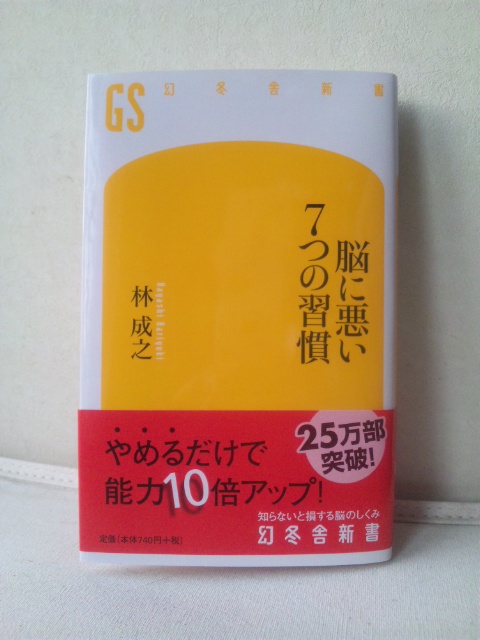 GS 幻冬舎新書
脳に悪い
7つの習慣
林 成之
Hayashi Nariyuki
やめるだけで
能力10倍アップ!
25万部
突破!
知らないと損する脳のしくみ
幻冬舎新書
定価(本体740円+税)